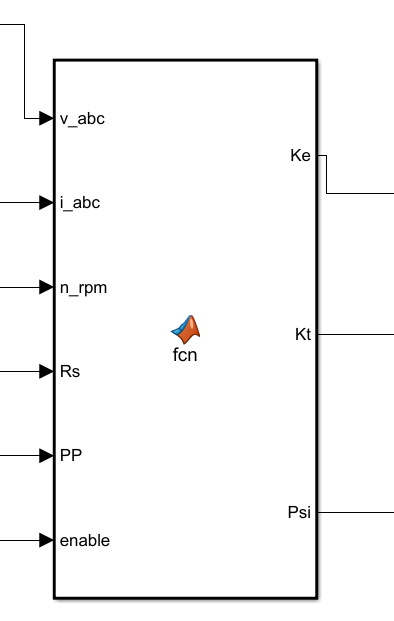 v_abc
Ke
i_abc
n_rpm
Kt
fcn
Rs
PP
Psi
enable